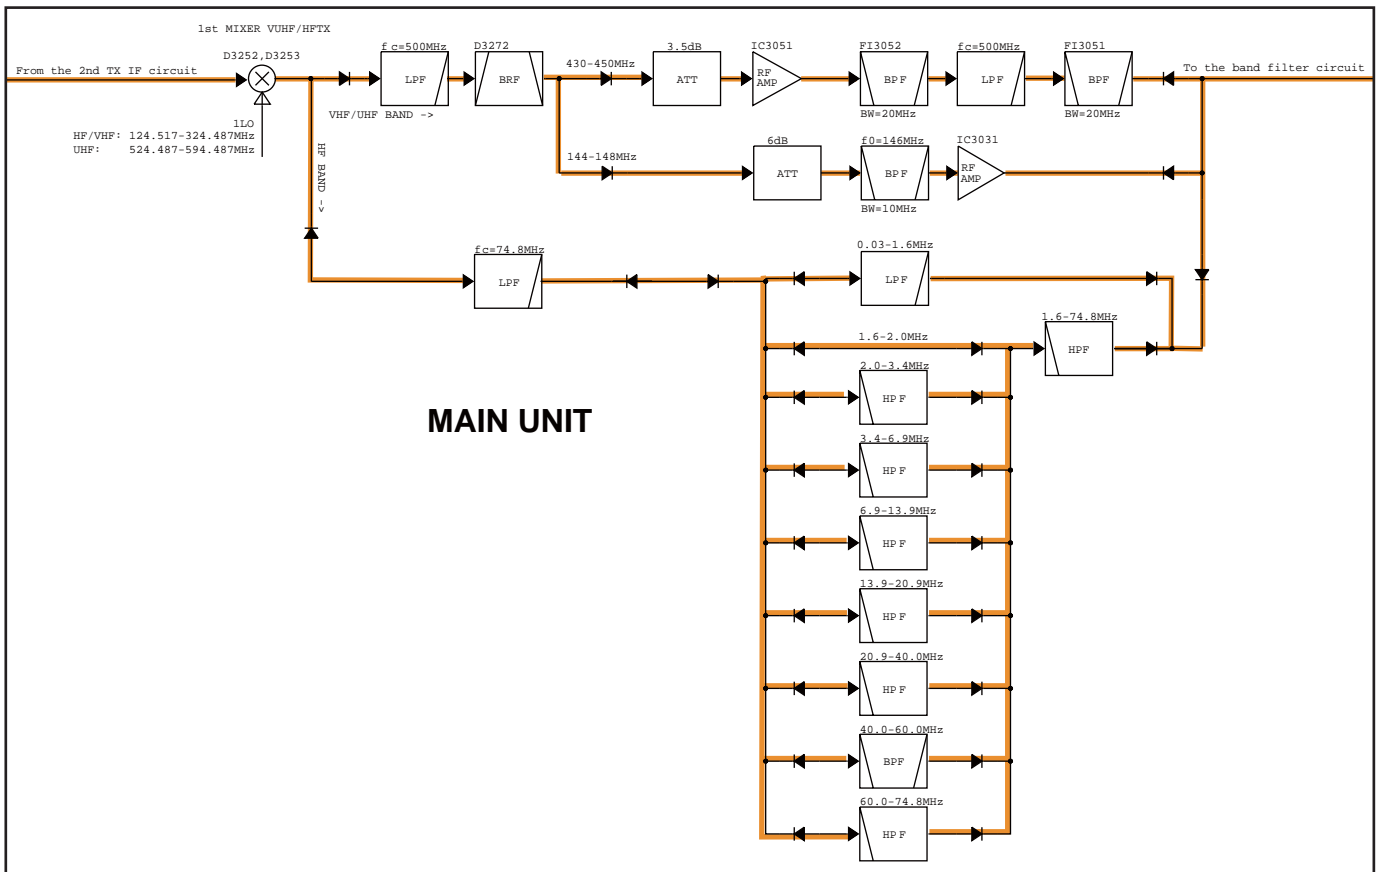 1st MIXER VUHF/HFTX
D3252,D3253
From the 2nd TX IF circuit
1LO
HF/VHF: 124.517-324.487MHz
UHF: 524.487-594.487MHz
HF BAND ->
fc=500MHz
LPF
VHF/UHF BAND ->
D3272
BRF
430-450MHz
3.5dB
ATT
IC3051
RF
AMP
FI3052
BPF
BW=20MHz
fc=500MHz
LPF
FI3051
BPF
BW=20MHz
To the band filter circuit
144-148MHz
6dB
ATT
f0=146MHz
BPF
BW=10MHz
IC3031
RF
AMP
fc=74.8MHz
LPF
0.03-1.6MHz
LPF
1.6-2.0MHz
1.6-74.8MHz
HPF
2.0-3.4MHz
HPF
MAIN UNIT
3.4-6.9MHz
HPF
6.9-13.9MHz
HPF
13.9-20.9MHz
HPF
20.9-40.0MHz
HPF
40.0-60.0MHz
BPF
60.0-74.8MHz
HPF